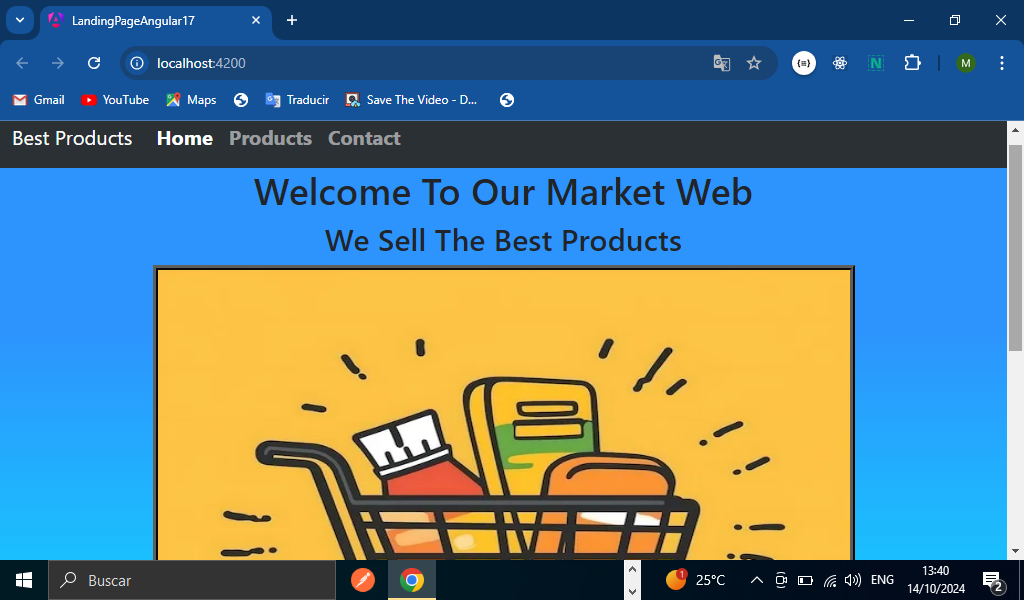 LandingPageAngular17
localhost:4200
M
Gmail YouTube Maps Traducir Save The Video - D...
Best Products Home Products Contact
Welcome To Our Market Web
We Sell The Best Products
Buscar
1
25°C
ENG
13:40
14/10/2024
2